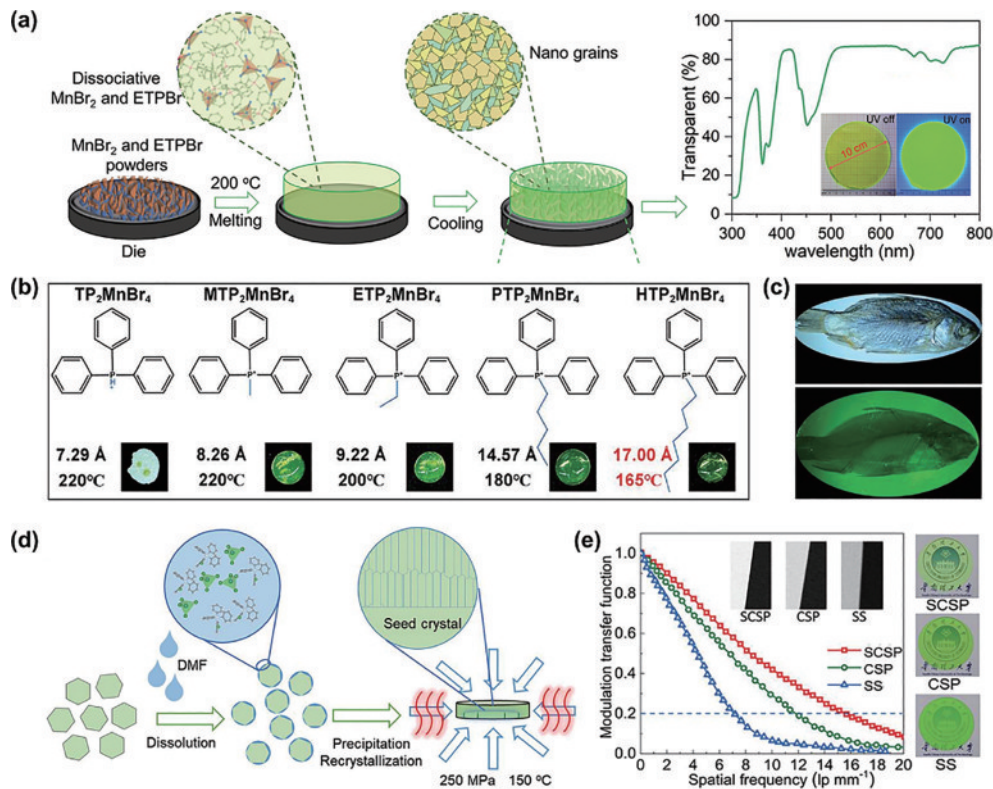 (a)
Dissociative
MnBr2 and ETPBr
Nano grains
MnBr2 and ETPBr
powders
Die
200 ºC
Melting
Cooling
Transparent (%)
100
80
60
40
20
0
300 400 500 600 700 800
wavelength (nm)
UV off
UV on
10 cm
(b)
TP2MnBr4 MTP2MnBr4 ETP2MnBr4 PTP2MnBr4 HTP2MnBr4
P+ P+ P+ P+
H
7.29 Å 8.26 Å 9.22 Å 14.57 Å 17.00 Å
220ºC 220ºC 200ºC 180ºC 165ºC
(c)
(d)
DMF
Dissolution
Seed crystal
Precipitation
Recrystallization
250 MPa 150 ºC
(e)
Modulation transfer function
1.0
0.8
0.6
0.4
0.2
0.0
0 2 4 6 8 10 12 14 16 18 20
Spatial frequency (lp mm-1)
SCSP CSP SS
SCSP
CSP
SS
SCSP
CSP
SS